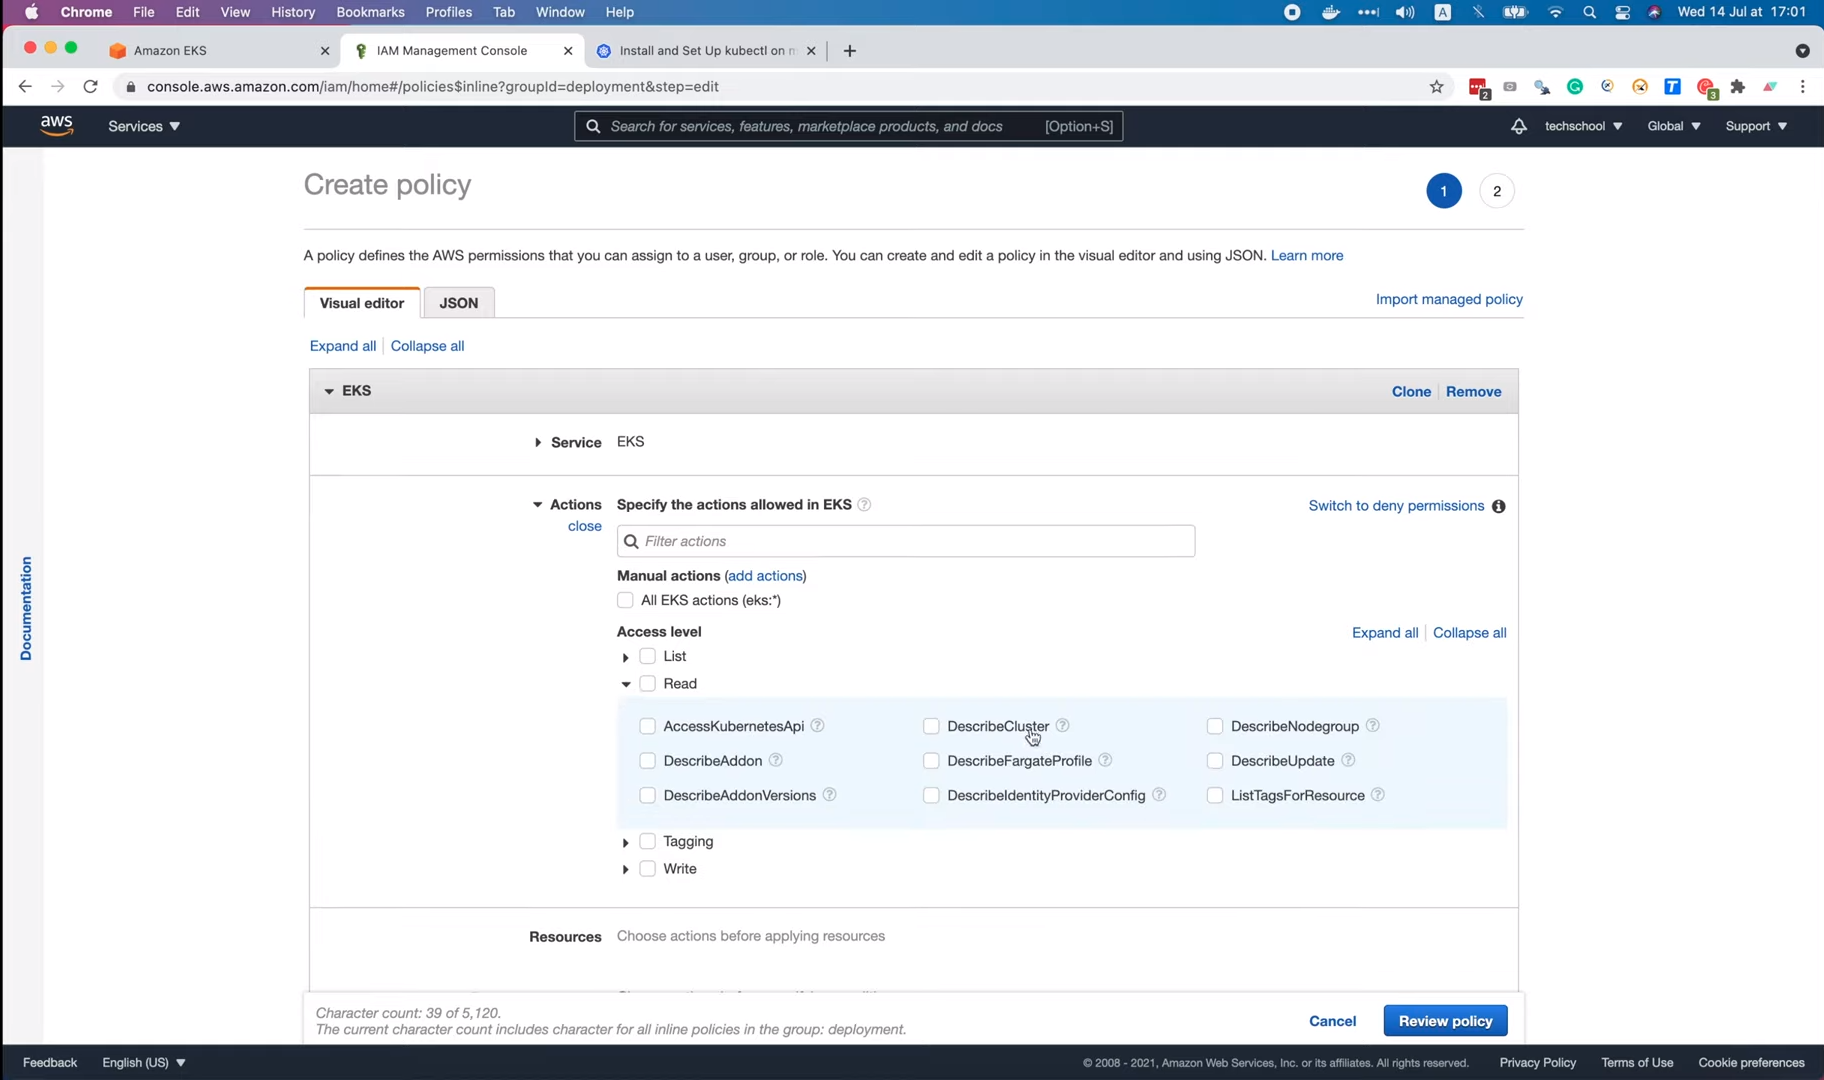 Chrome File Edit View History Bookmarks Profiles Tab Window Help A Wed 14 Jul at 17:01
Amazon EKS IAM Management Console Install and Set Up kubectl on m
console.aws.amazon.com/iam/home#/policies$inline?groupId=deployment&step=edit 2 T 3
aws Services Search for services, features, marketplace products, and docs [Option+S] techschool Global Support
Create policy 1 2
A policy defines the AWS permissions that you can assign to a user, group, or role. You can create and edit a policy in the visual editor and using JSON. Learn more
Visual editor JSON Import managed policy
Expand all Collapse all
EKS Clone Remove
Service EKS
Actions Specify the actions allowed in EKS ? Switch to deny permissions i
close Filter actions
Manual actions (add actions)
All EKS actions (eks:*)
Access level Expand all Collapse all
List
Read
AccessKubernetesApi ? DescribeCluster ? DescribeNodegroup ?
DescribeAddon ? DescribeFargateProfile ? DescribeUpdate ?
DescribeAddonVersions ? DescribeIdentityProviderConfig ? ListTagsForResource ?
Tagging
Write
Resources Choose actions before applying resources
Documentation
Character count: 39 of 5,120.
The current character count includes character for all inline policies in the group: deployment.
Cancel Review policy
Feedback English (US) © 2008 - 2021, Amazon Web Services, Inc. or its affiliates. All rights reserved. Privacy Policy Terms of Use Cookie preferences